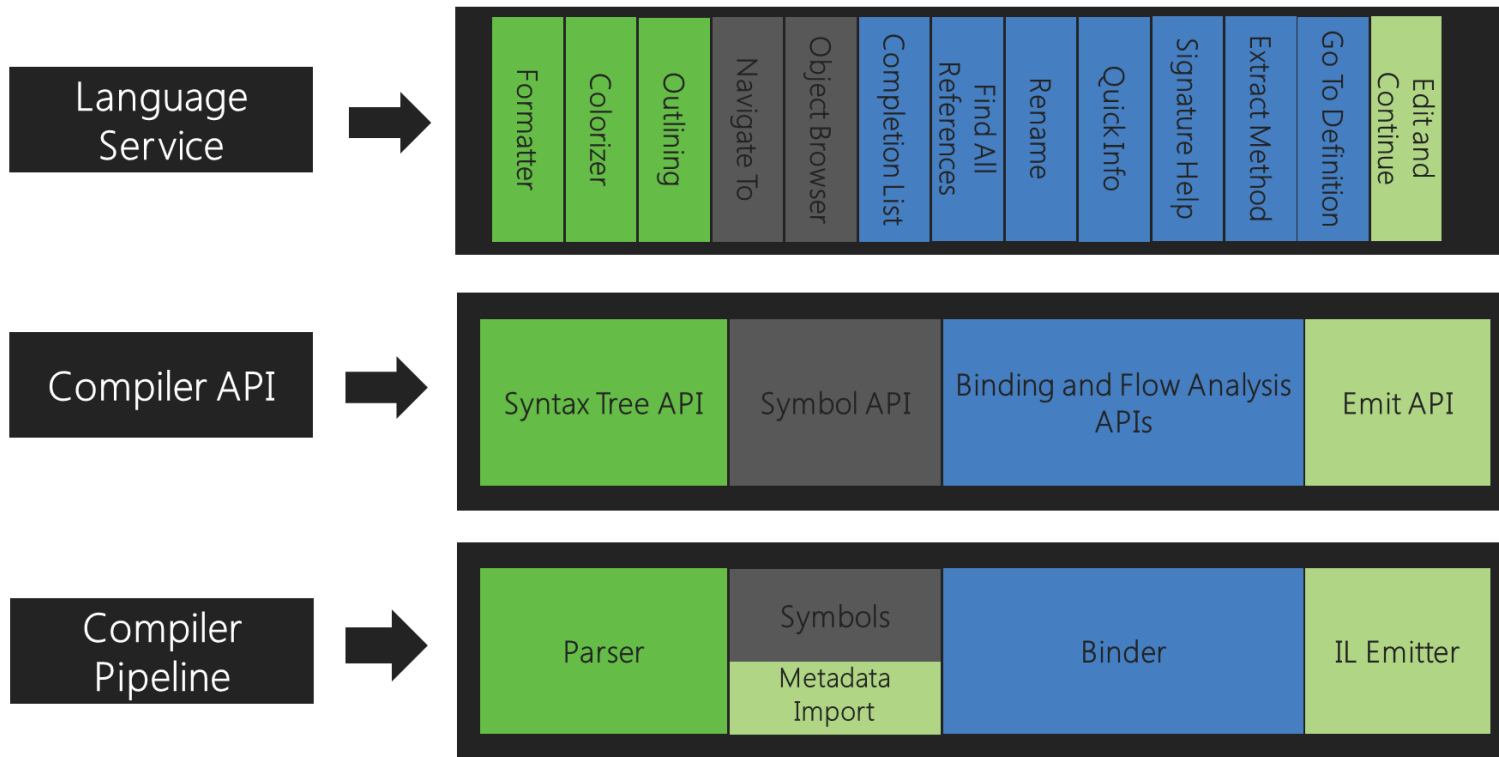 Language
Service
Formatter
Colorizer
Outlining
Navigate To
Object Browser
Completion List
Find All
References
Rename
Quick Info
Signature Help
Extract Method
Go To Definition
Edit and
Continue
Compiler API
Syntax Tree API
Symbol API
Binding and Flow Analysis
APIs
Emit API
Compiler
Pipeline
Parser
Symbols
Metadata
Import
Binder
IL Emitter